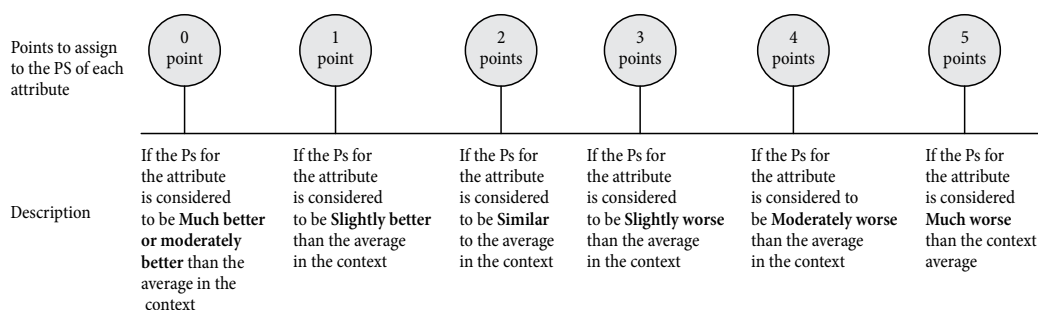 Points to assign
to the PS of each
attribute
0
point
1
point
2
points
3
points
4
points
5
points
Description
If the Ps for
the attribute
is considered
to be Much better
or moderately
better than the
average in the
context
If the Ps for
the attribute
is considered
to be Slightly better
than the average
in the context
If the Ps for
the attribute
is considered
to be Similar
to the average
in the context
If the Ps for
the attribute
is considered
to be Slightly worse
than the average
in the context
If the Ps for
the attribute
is considered to
be Moderately worse
than the average
in the context
If the Ps for
the attribute
is considered
Much worse
than the context
average